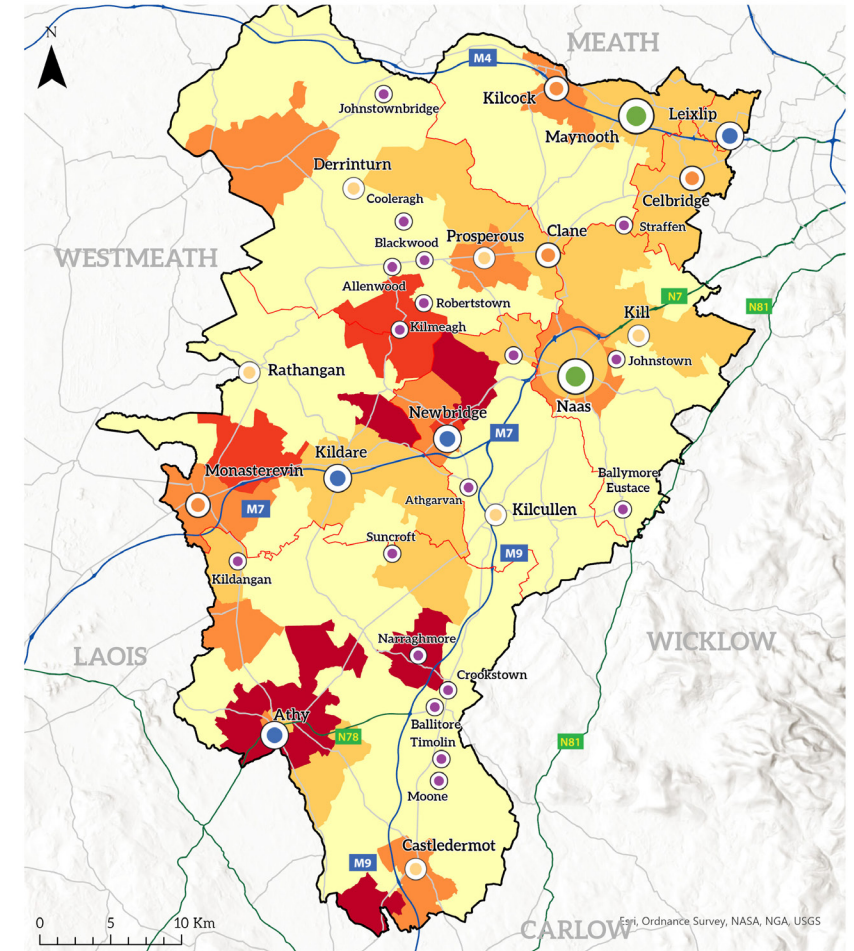 N
MEATH
M4
Johnstownbridge
Kilcock
Leixlip
Maynooth
Derrinturn
Cooleragh
Celbridge
Straffen
Blackwood
Prosperous
Clane
WESTMEATH
Allenwood
Robertstown
N7
N81
Kill
Kilmeagh
Johnstown
Rathangan
Naas
Newbridge
M7
Kildare
Monasterevin
Ballymore
Eustace
Athgarvan
M7
Kilcullen
Suncroft
M9
Kildangan
Narraghmore
WICKLOW
LAOIS
Crookstown
Athy
Ballitore
N78
Timolin
N81
Moone
Castledermot
M9
0 5 10 Km
CARLOW
Esri, Ordnance Survey, NASA, NGA, USGS